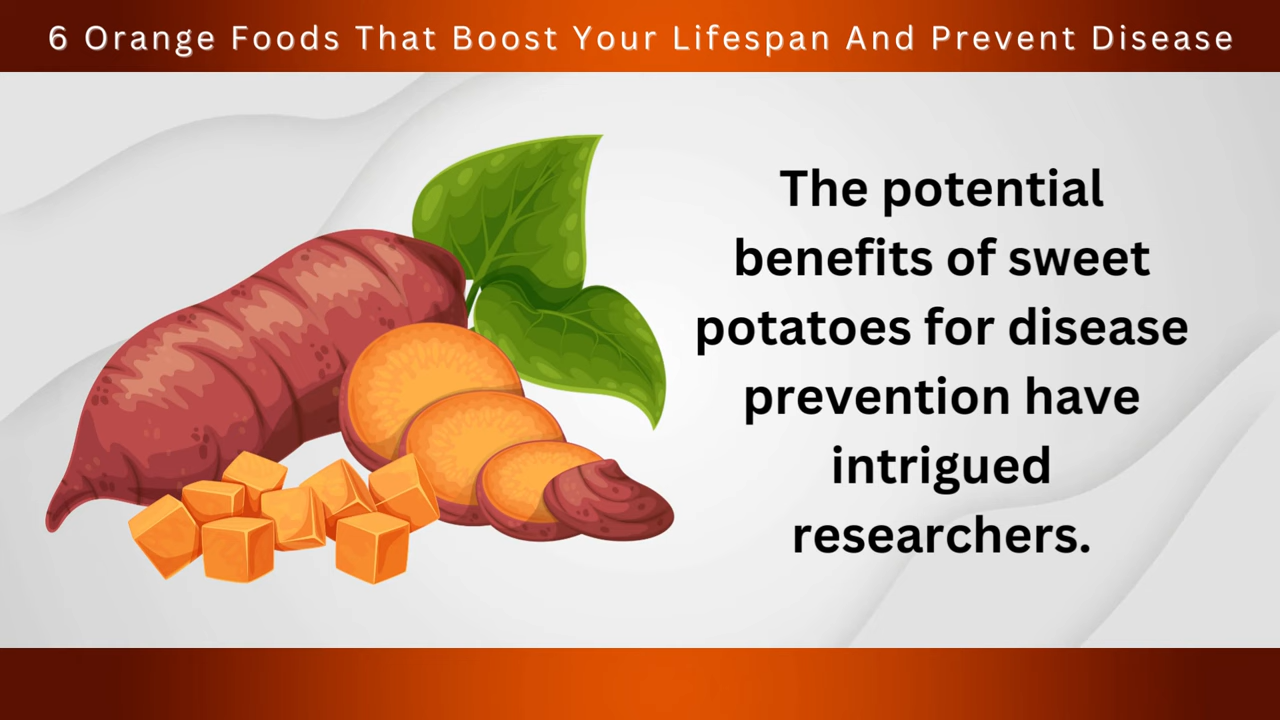 6 Orange Foods That Boost Your Lifespan And Prevent Disease
The potential
benefits of sweet
potatoes for disease
prevention have
intrigued
researchers.